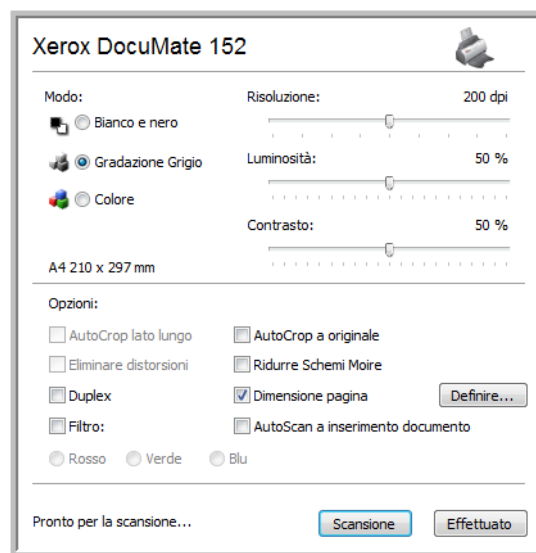 Xerox DocuMate 152
Modo:
Risoluzione: 200 dpi
Bianco e nero
Gradazione Grigio
Luminosità: 50 %
Colore
Contrasto: 50 %
A4 210 x 297 mm
Opzioni:
AutoCrop lato lungo AutoCrop a originale
Eliminare distorsioni Ridurre Schemi Moire
Duplex Dimensione pagina Definire...
Filtro: AutoScan a inserimento documento
Rosso Verde Blu
Pronto per la scansione... Scansione Effettuato